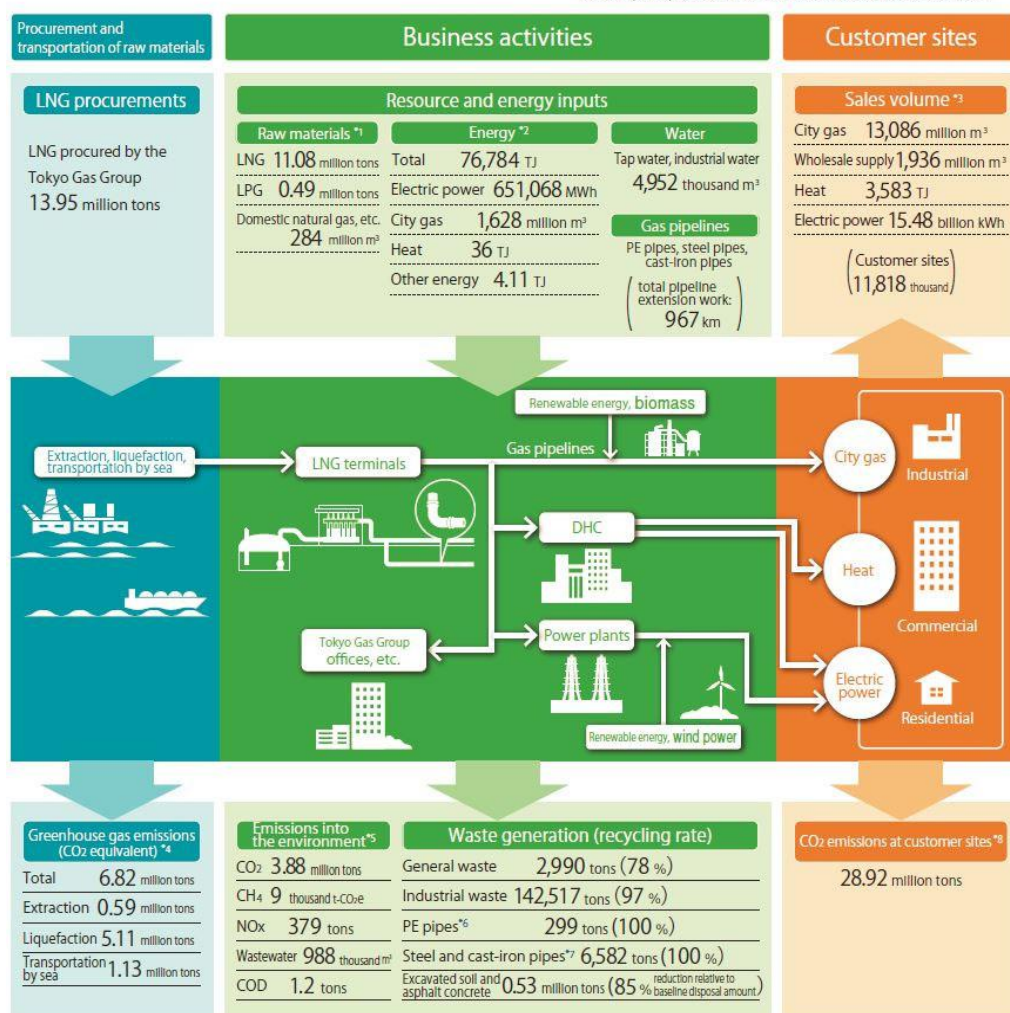 Procurement and
transportation of raw materials
Business activities
Customer sites
LNG procurements
LNG procured by the
Tokyo Gas Group
13.95 million tons
Resource and energy inputs
Raw materials *1
LNG 11.08 million tons
LPG 0.49 million tons
Domestic natural gas, etc.
284 million m³
Energy *2
Total 76,784 TJ
Electric power 651,068 MWh
City gas 1,628 million m³
Heat 36 TJ
Other energy 4.11 TJ
Water
Tap water, industrial water
4,952 thousand m³
Gas pipelines
PE pipes, steel pipes,
cast-iron pipes
(total pipeline
extension work:
967 km)
Sales volume *3
City gas 13,086 million m³
Wholesale supply 1,936 million m³
Heat 3,583 TJ
Electric power 15.48 billion kWh
(Customer sites
11,818 thousand)
Extraction, liquefaction,
transportation by sea
LNG terminals
Renewable energy, biomass
Gas pipelines
DHC
Tokyo Gas Group
offices, etc.
Power plants
Renewable energy, wind power
City gas
Heat
Electric
power
Industrial
Commercial
Residential
Greenhouse gas emissions
(CO₂ equivalent) *4
Total 6.82 million tons
Extraction 0.59 million tons
Liquefaction 5.11 million tons
Transportation
by sea 1.13 million tons
Emissions into
the environment*5
CO₂ 3.88 million tons
CH₄ 9 thousand t-CO₂e
NOx 379 tons
Wastewater 988 thousand m³
COD 1.2 tons
Waste generation (recycling rate)
General waste 2,990 tons (78 %)
Industrial waste 142,517 tons (97 %)
PE pipes*6 299 tons (100 %)
Steel and cast-iron pipes*7 6,582 tons (100 %)
Excavated soil and
asphalt concrete 0.53 million tons (85 % reduction relative to
baseline disposal amount)
CO₂ emissions at customer sites *8
28.92 million tons